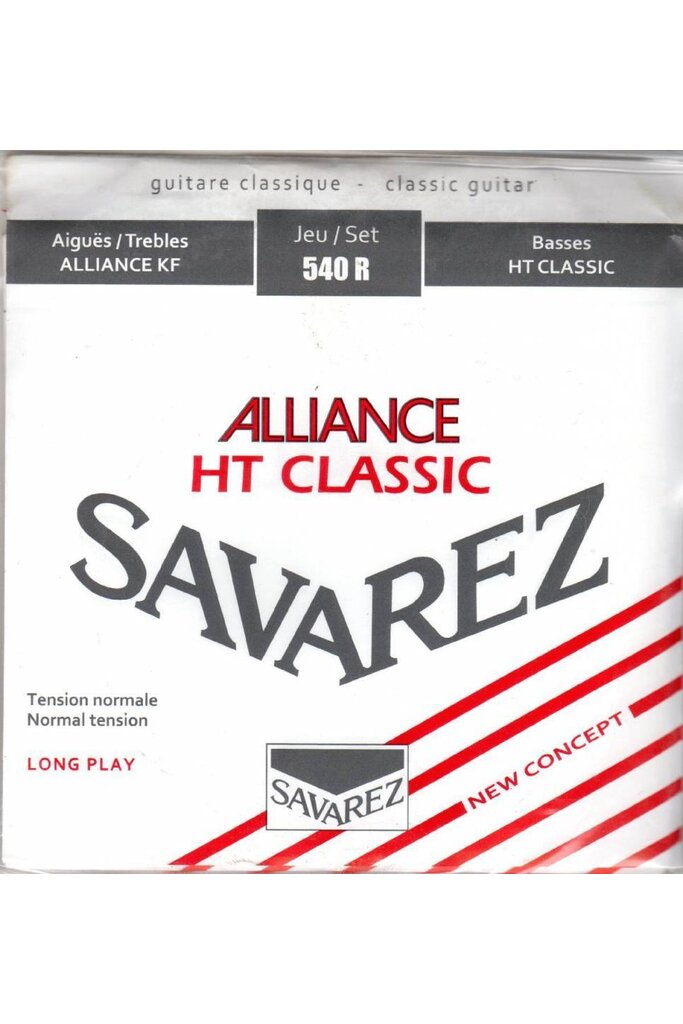 guitare classique - classic guitar
Aiguës / Trebles
ALLIANCE KF
Jeu / Set
540 R
Basses
HT CLASSIC
ALLIANCE
HT CLASSIC
SAVAREZ
Tension normale
Normal tension
LONG PLAY
NEW CONCEPT
SAVAREZ